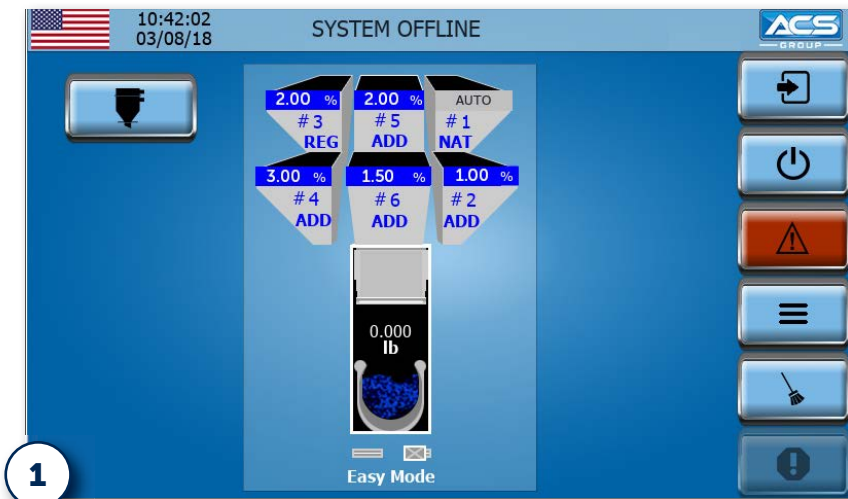 10:42:02
03/08/18
SYSTEM OFFLINE
ACS
GROUP
2.00 %
2.00 %
AUTO
#3
#5
#1
REG
ADD
NAT
3.00 %
1.50 %
1.00 %
#4
#6
#2
ADD
ADD
ADD
0.000
lb
Easy Mode
1